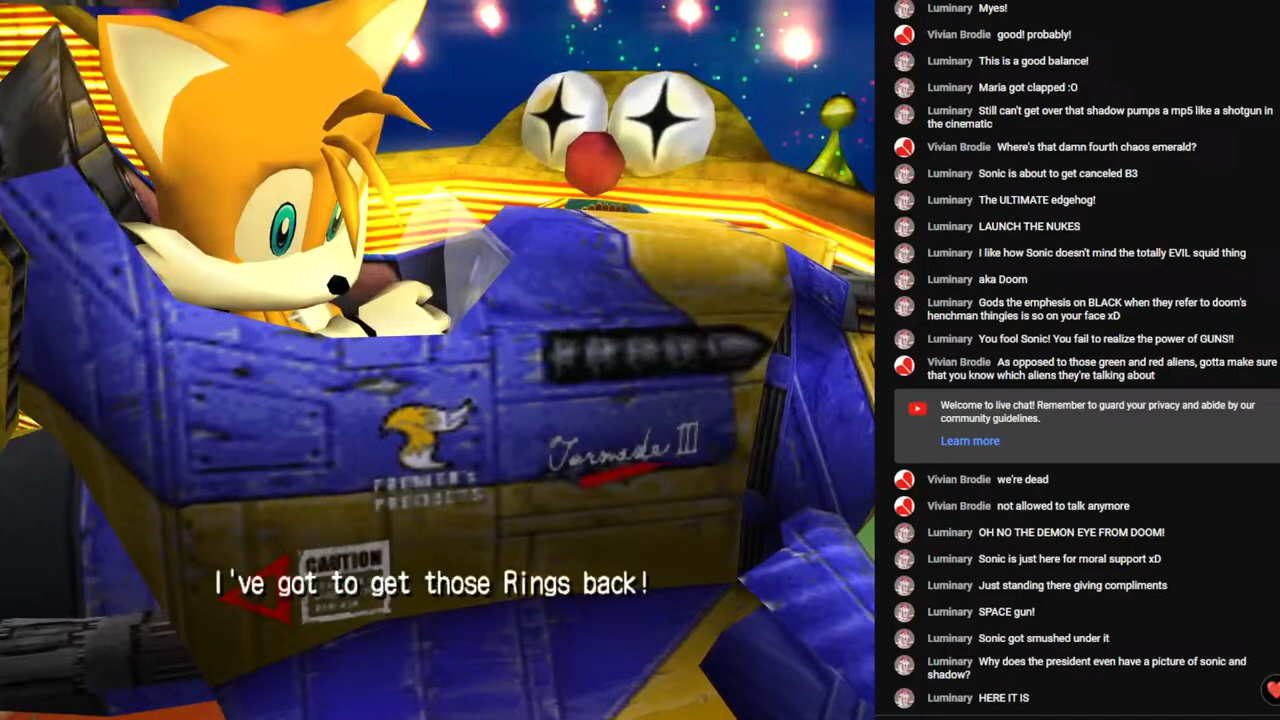 I've got to get those Rings back!
CAUTION
Luminary Myes!
Vivian Brodie good! probably!
Luminary This is a good balance!
Luminary Maria got clapped :O
Luminary Still can't get over that shadow pumps a mp5 like a shotgun in
the cinematic
Vivian Brodie Where's that damn fourth chaos emerald?
Luminary Sonic is about to get canceled B3
Luminary The ULTIMATE edgehog!
Luminary LAUNCH THE NUKES
Luminary I like how Sonic doesn't mind the totally EVIL squid thing
Luminary aka Doom
Luminary Gods the emphesis on BLACK when they refer to doom's
henchman thingies is so on your face xD
Luminary You fool Sonic! You fail to realize the power of GUNS!!
Vivian Brodie As opposed to those green and red aliens, gotta make sure
that you know which aliens they're talking about
Welcome to live chat! Remember to guard your privacy and abide by our
community guidelines.
Learn more
Vivian Brodie we're dead
Vivian Brodie not allowed to talk anymore
Luminary OH NO THE DEMON EYE FROM DOOM!
Luminary Sonic is just here for moral support xD
Luminary Just standing there giving compliments
Luminary SPACE gun!
Luminary Sonic got smushed under it
Luminary Why does the president even have a picture of sonic and
shadow?
Luminary HERE IT IS